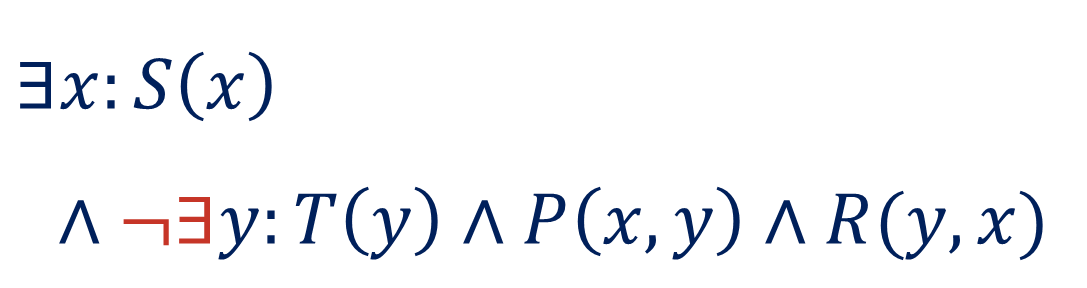 ∃x: S(x)
∧ ¬∃y: T(y) ∧ P(x, y) ∧ R(y, x)